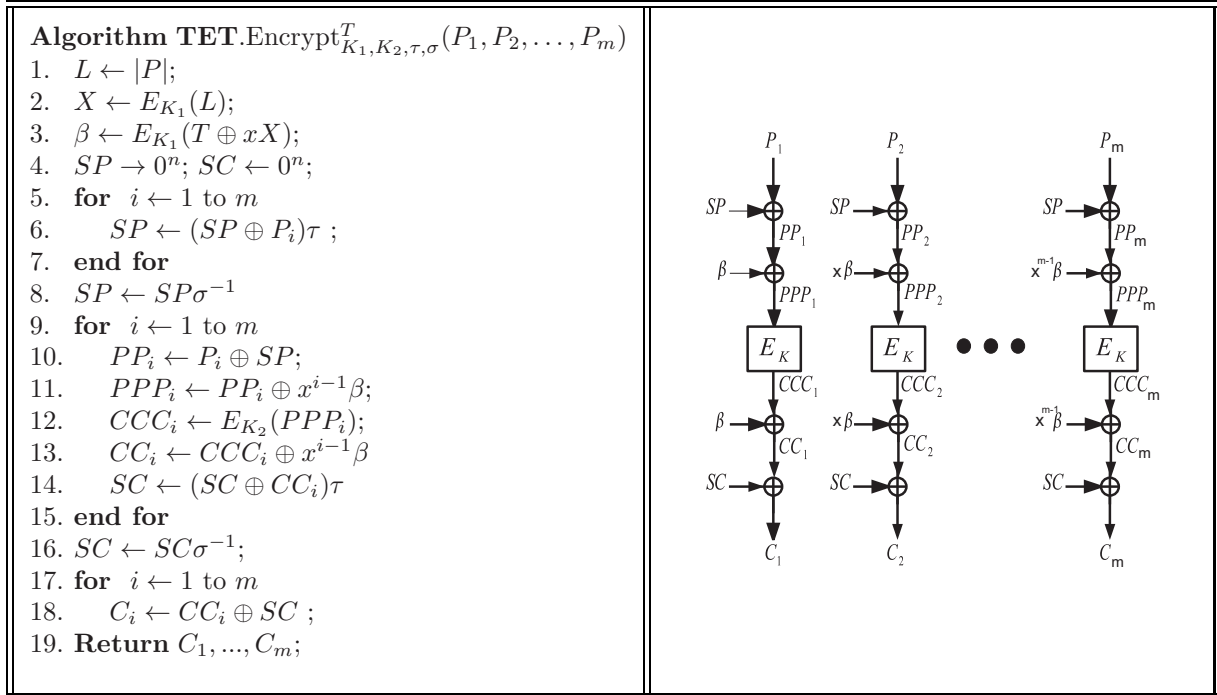 Algorithm TET.Encrypt^T_{K_1,K_2,τ,σ}(P_1, P_2, . . . , P_m)
1. L ← |P|;
2. X ← E_{K_1}(L);
3. β ← E_{K_1}(T ⊕ xX);
4. SP → 0^n; SC ← 0^n;
5. for i ← 1 to m
6. SP ← (SP ⊕ P_i)τ ;
7. end for
8. SP ← SPσ^{-1}
9. for i ← 1 to m
10. PP_i ← P_i ⊕ SP;
11. PPP_i ← PP_i ⊕ x^{i-1}β;
12. CCC_i ← E_{K_2}(PPP_i);
13. CC_i ← CCC_i ⊕ x^{i-1}β
14. SC ← (SC ⊕ CC_i)τ
15. end for
16. SC ← SCσ^{-1};
17. for i ← 1 to m
18. C_i ← CC_i ⊕ SC ;
19. Return C_1, ..., C_m;
P_1 P_2 P_m
SP SP SP
PP_1 PP_2 PP_m
β xβ x^{m-1}β
PPP_1 PPP_2 PPP_m
E_K E_K E_K
CCC_1 CCC_2 CCC_m
β xβ x^{m-1}β
CC_1 CC_2 CC_m
SC SC SC
C_1 C_2 C_m